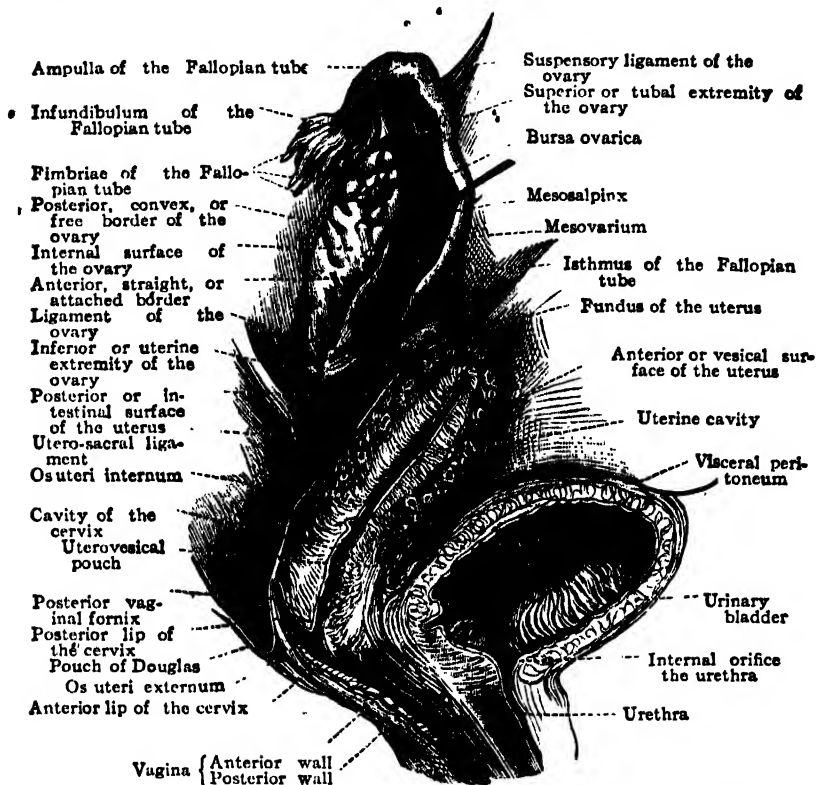 Ampulla of the Fallopian tube
Infundibulum of the
Fallopian tube
Fimbriae of the Fallo-
pian tube
Posterior, convex, or
free border of the
ovary
Internal surface of
the ovary
Anterior, straight, or
attached border
Ligament of the
ovary
Inferior or uterine
extremity of the
ovary
Posterior or in-
testinal surface
of the uterus
Utero-sacral liga-
ment
Os uteri internum
Cavity of the
cervix
Uterovesical
pouch
Posterior vag-
inal fornix
Posterior lip of
the cervix
Pouch of Douglas
Os uteri externum
Anterior lip of the cervix
Vagina { Anterior wall
Posterior wall
Suspensory ligament of the
ovary
Superior or tubal extremity of
the ovary
Bursa ovarica
Mesosalpinx
Mesovarium
Isthmus of the Fallopian
tube
Fundus of the uterus
Anterior or vesical sur-
face of the uterus
Uterine cavity
Visceral peri-
toneum
Urinary
bladder
Internal orifice
the urethra
Urethra